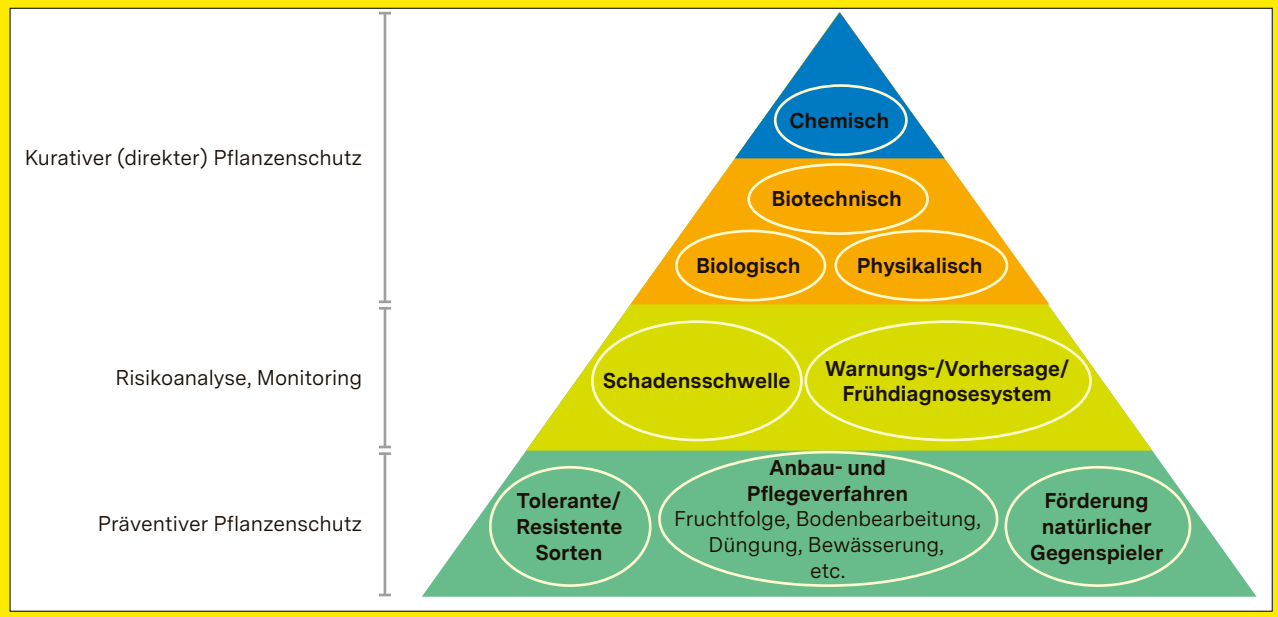 Kurativer (direkter) Pflanzenschutz
Chemisch
Biotechnisch
Biologisch
Physikalisch
Risikoanalyse, Monitoring
Schadensschwelle
Warnungs-/Vorhersage/
Frühdiagnosesystem
Präventiver Pflanzenschutz
Tolerante/
Resistente
Sorten
Anbau- und
Pflegeverfahren
Fruchtfolge, Bodenbearbeitung,
Düngung, Bewässerung,
etc.
Förderung
natürlicher
Gegenspieler